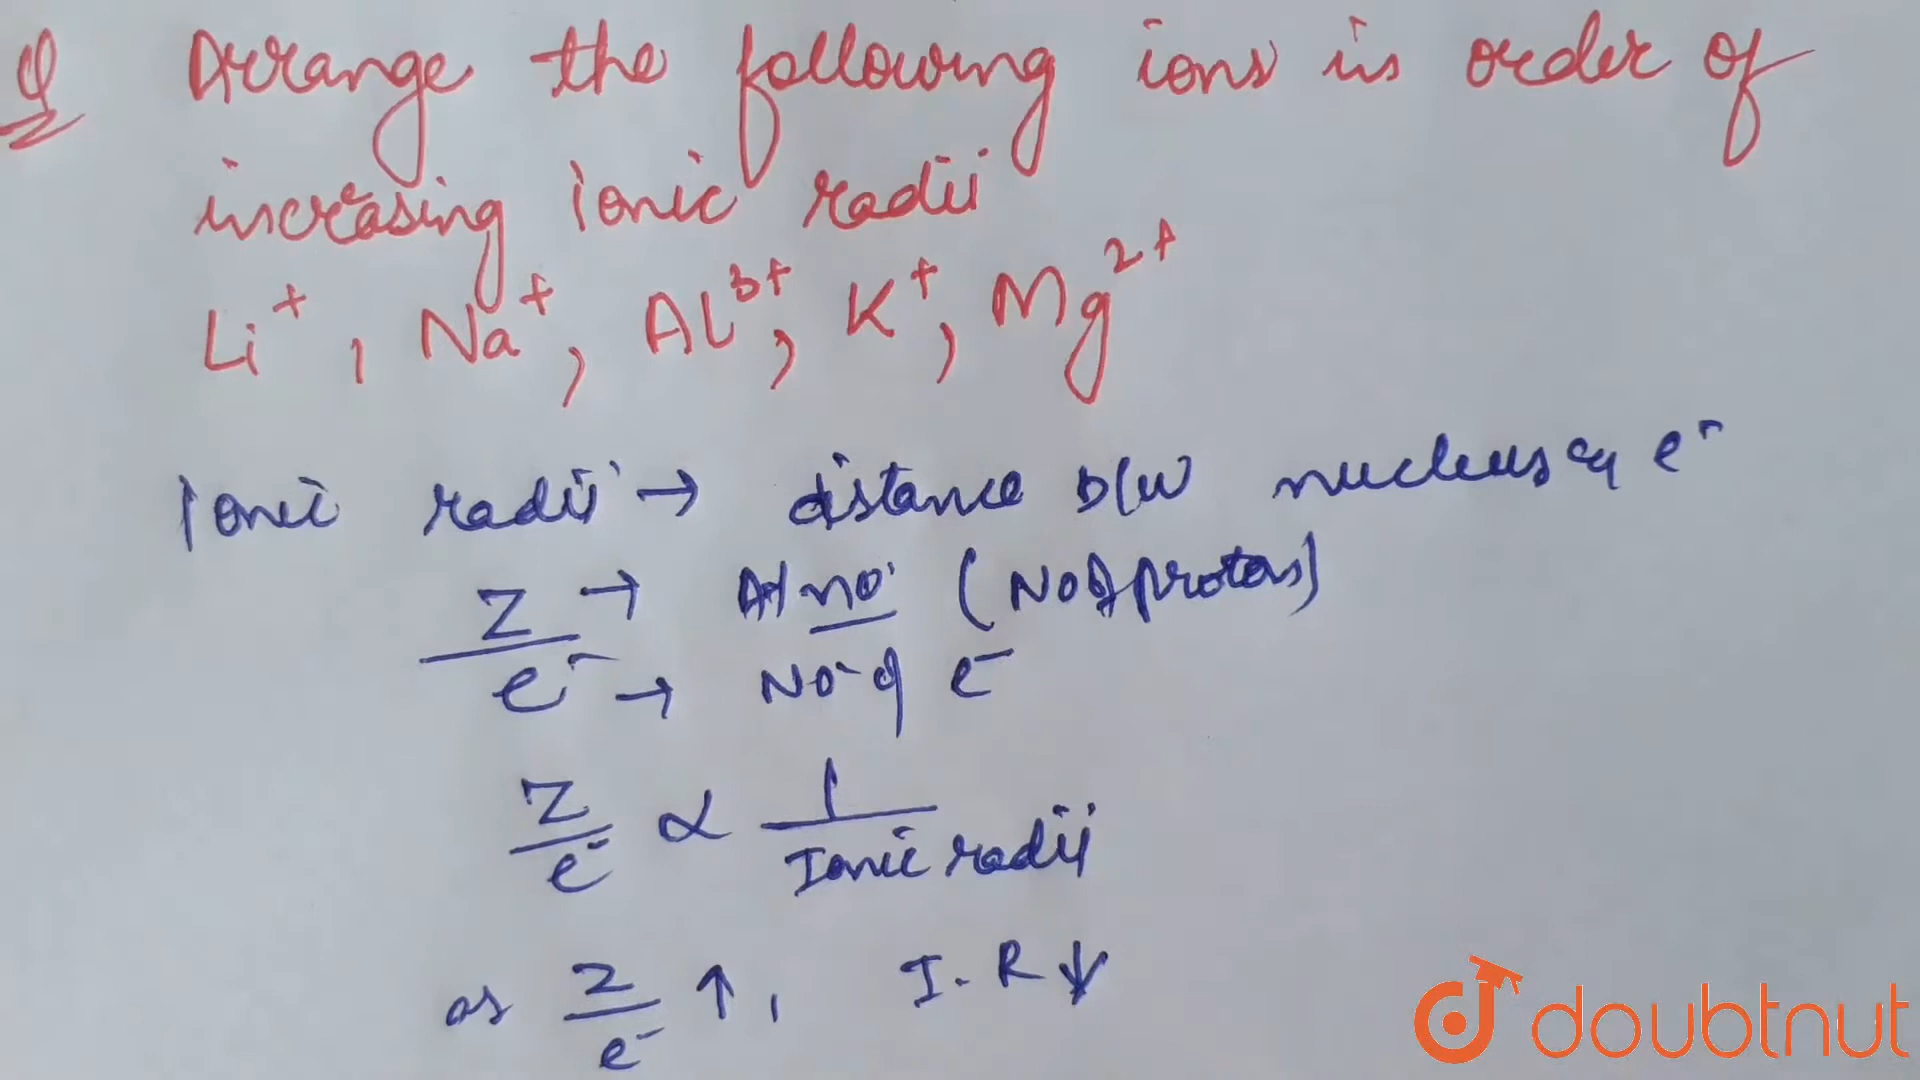 Q Arrange the following ions in order of
increasing ionic radii
Li⁺, Na⁺, Al³⁺, K⁺, Mg²⁺
Ionic radii → distance b/w nucleus & e⁻
Z → At no. (No of protons)
e⁻ → No. of e⁻
Z/e⁻ ∝ 1/Ionic radii
as Z/e⁻ ↑, I.R ↓
doubtnut